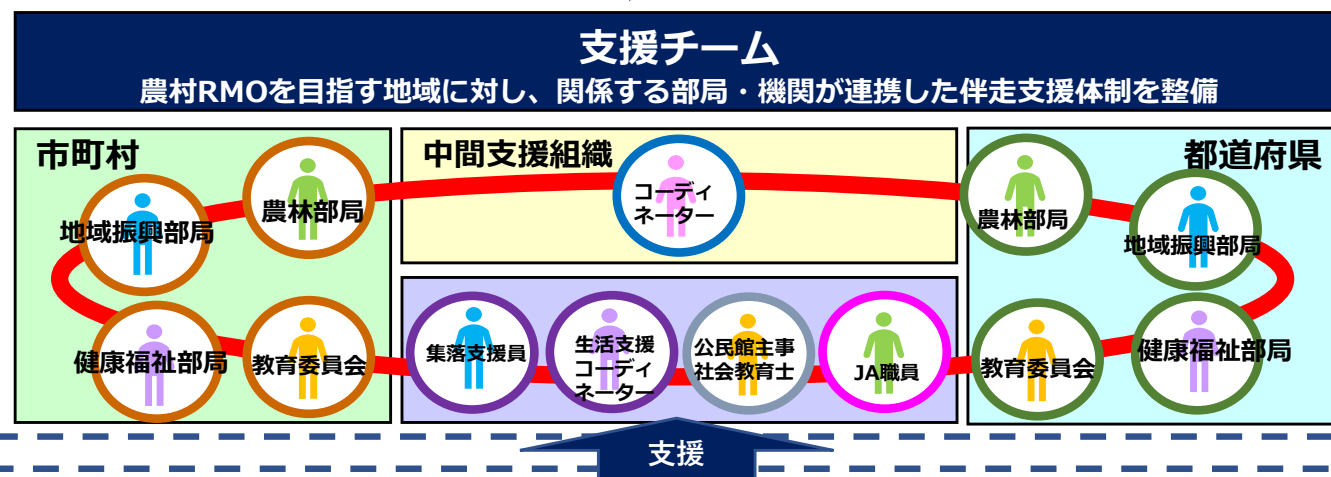 支援チーム
農村RMOを目指す地域に対し、関係する部局・機関が連携した伴走支援体制を整備
市町村
地域振興部局
農林部局
健康福祉部局
教育委員会
中間支援組織
コーディ
ネーター
集落支援員
生活支援
コーディ
ネーター
公民館主事
社会教育士
JA職員
都道府県
農林部局
地域振興部局
教育委員会
健康福祉部局
支援